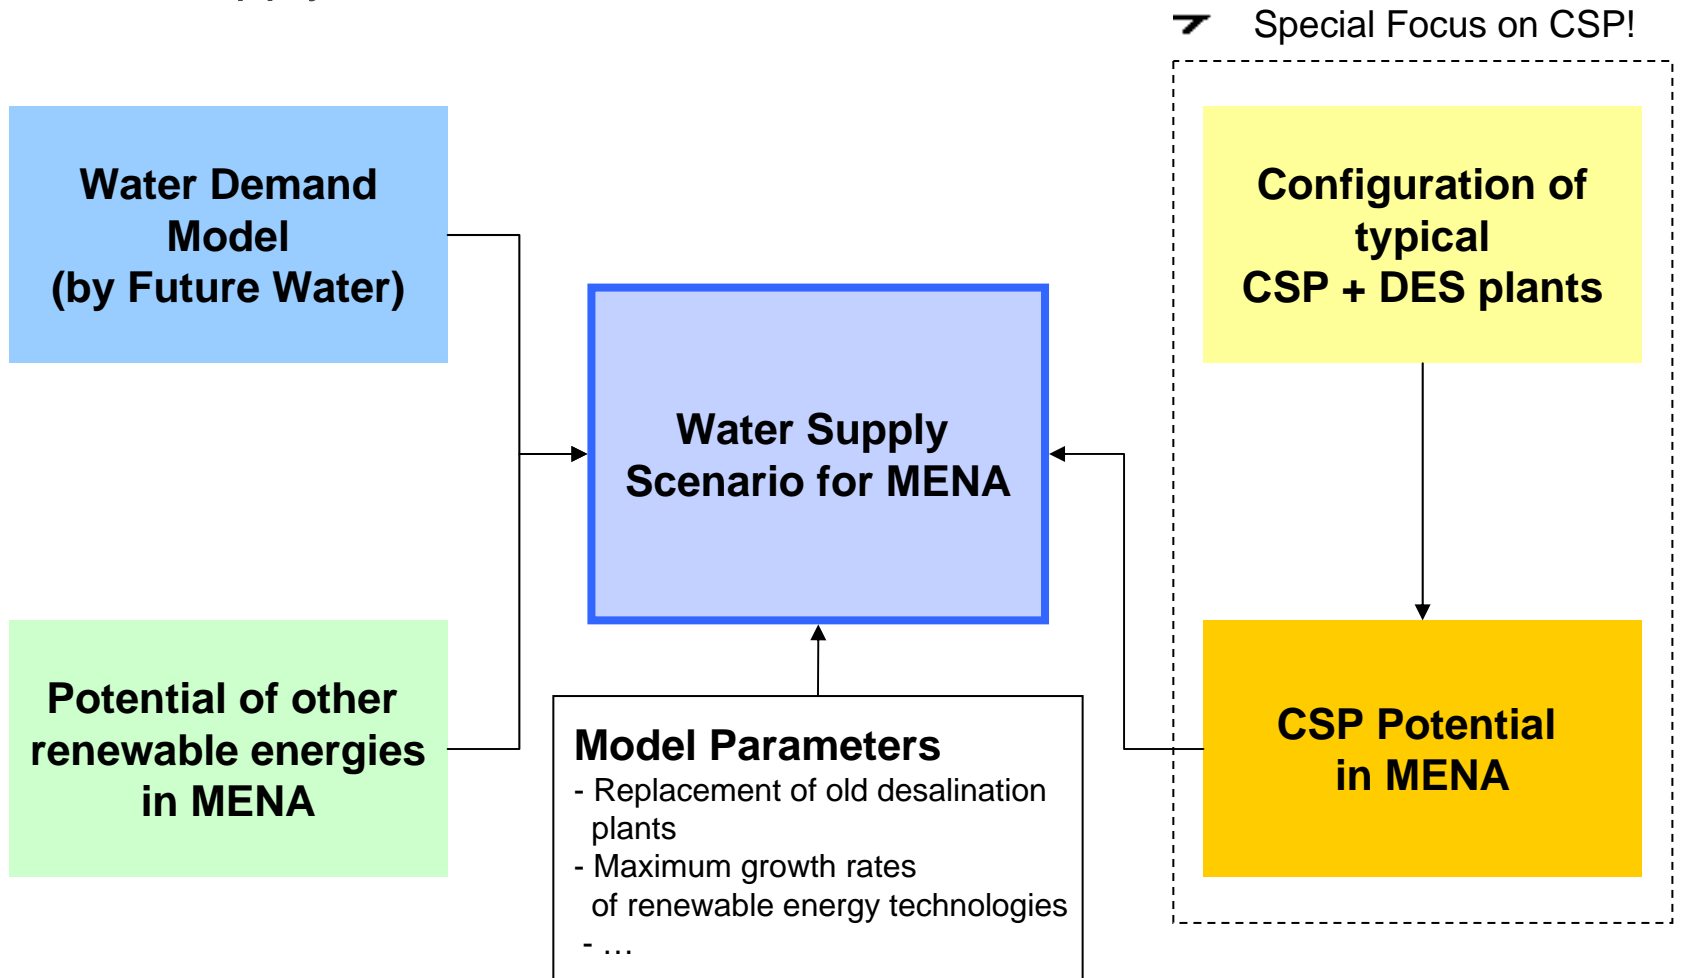 Special Focus on CSP!
Water Demand
Model
(by Future Water)
Configuration of
typical
CSP + DES plants
Water Supply
Scenario for MENA
Potential of other
renewable energies
in MENA
Model Parameters
- Replacement of old desalination
plants
- Maximum growth rates
of renewable energy technologies
- …
CSP Potential
in MENA